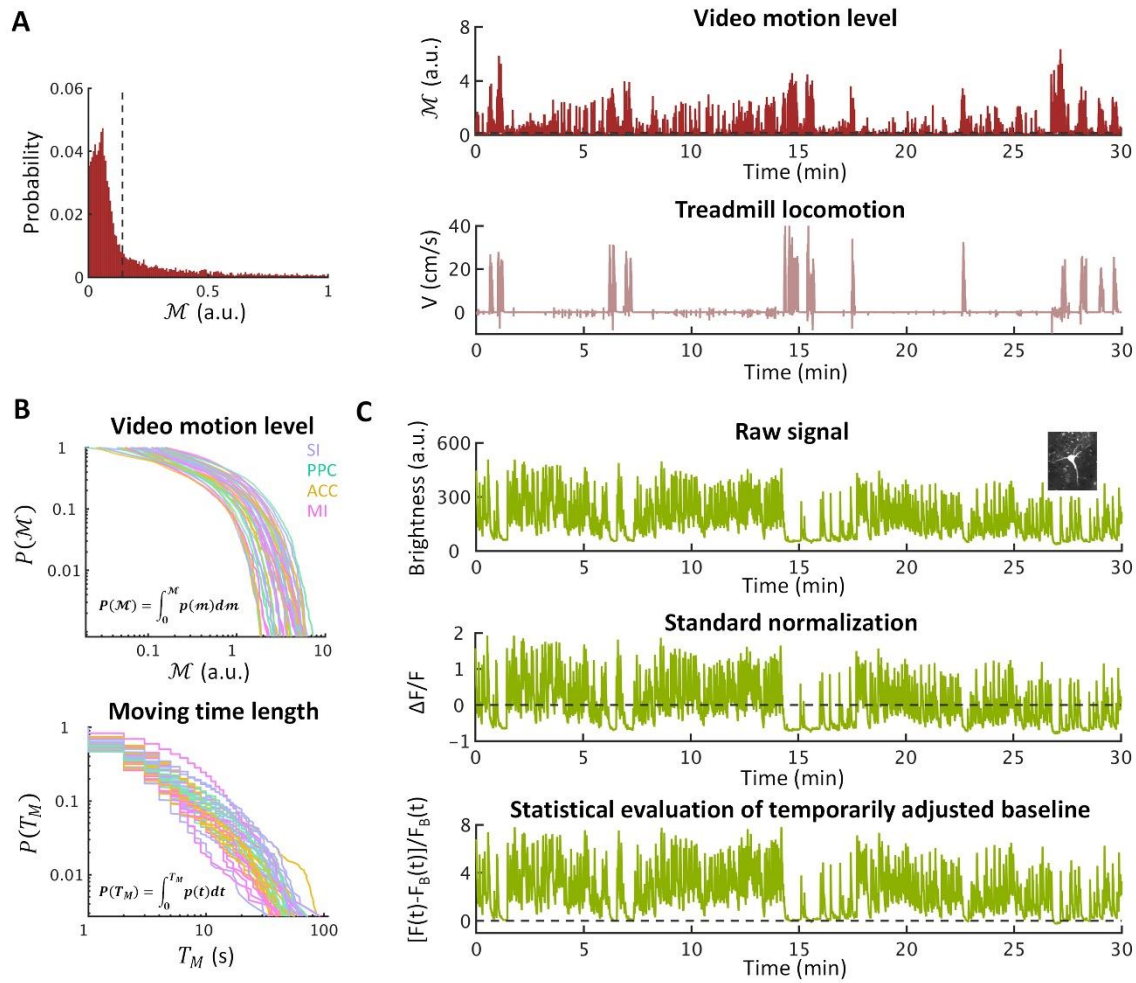 A
0.06
0.04
0.02
0
Probability
0
0.5
1
ℳ (a.u.)
Video motion level
8
4
0
ℳ (a.u.)
0 5 10 15 20 25 30
Time (min)
Treadmill locomotion
40
20
0
V (cm/s)
0 5 10 15 20 25 30
Time (min)
B
Video motion level
1
0.1
0.01
P(ℳ)
SI
PPC
ACC
MI
P(ℳ) = ∫₀^ℳ p(m)dm
0.1 1 10
ℳ (a.u.)
Moving time length
1
0.1
0.01
P(T_M)
P(T_M) = ∫₀^{T_M} p(t)dt
1 10 100
T_M (s)
C
Raw signal
600
300
0
Brightness (a.u.)
0 5 10 15 20 25 30
Time (min)
Standard normalization
2
1
0
−1
ΔF/F
0 5 10 15 20 25 30
Time (min)
Statistical evaluation of temporarily adjusted baseline
8
4
0
[F(t)-F_B(t)]/F_B(t)
0 5 10 15 20 25 30
Time (min)